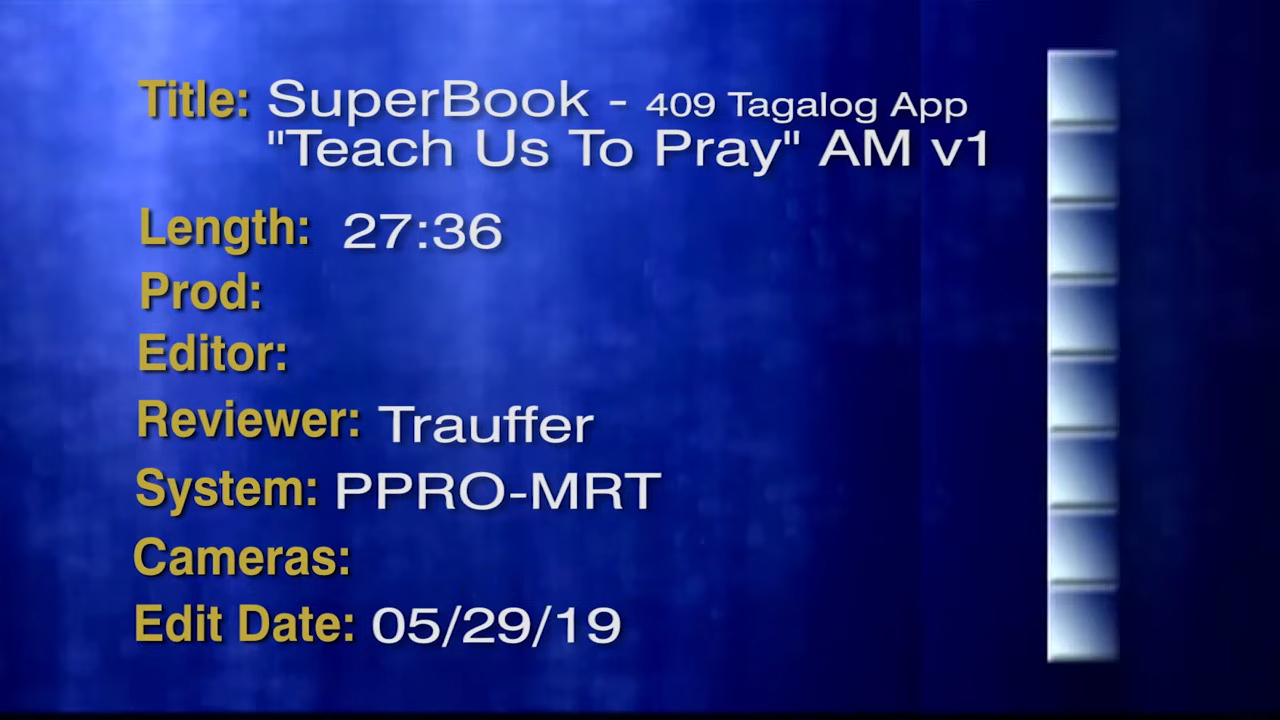 Title: SuperBook - 409 Tagalog App
"Teach Us To Pray" AM v1
Length: 27:36
Prod:
Editor:
Reviewer: Trauffer
System: PPRO-MRT
Cameras:
Edit Date: 05/29/19